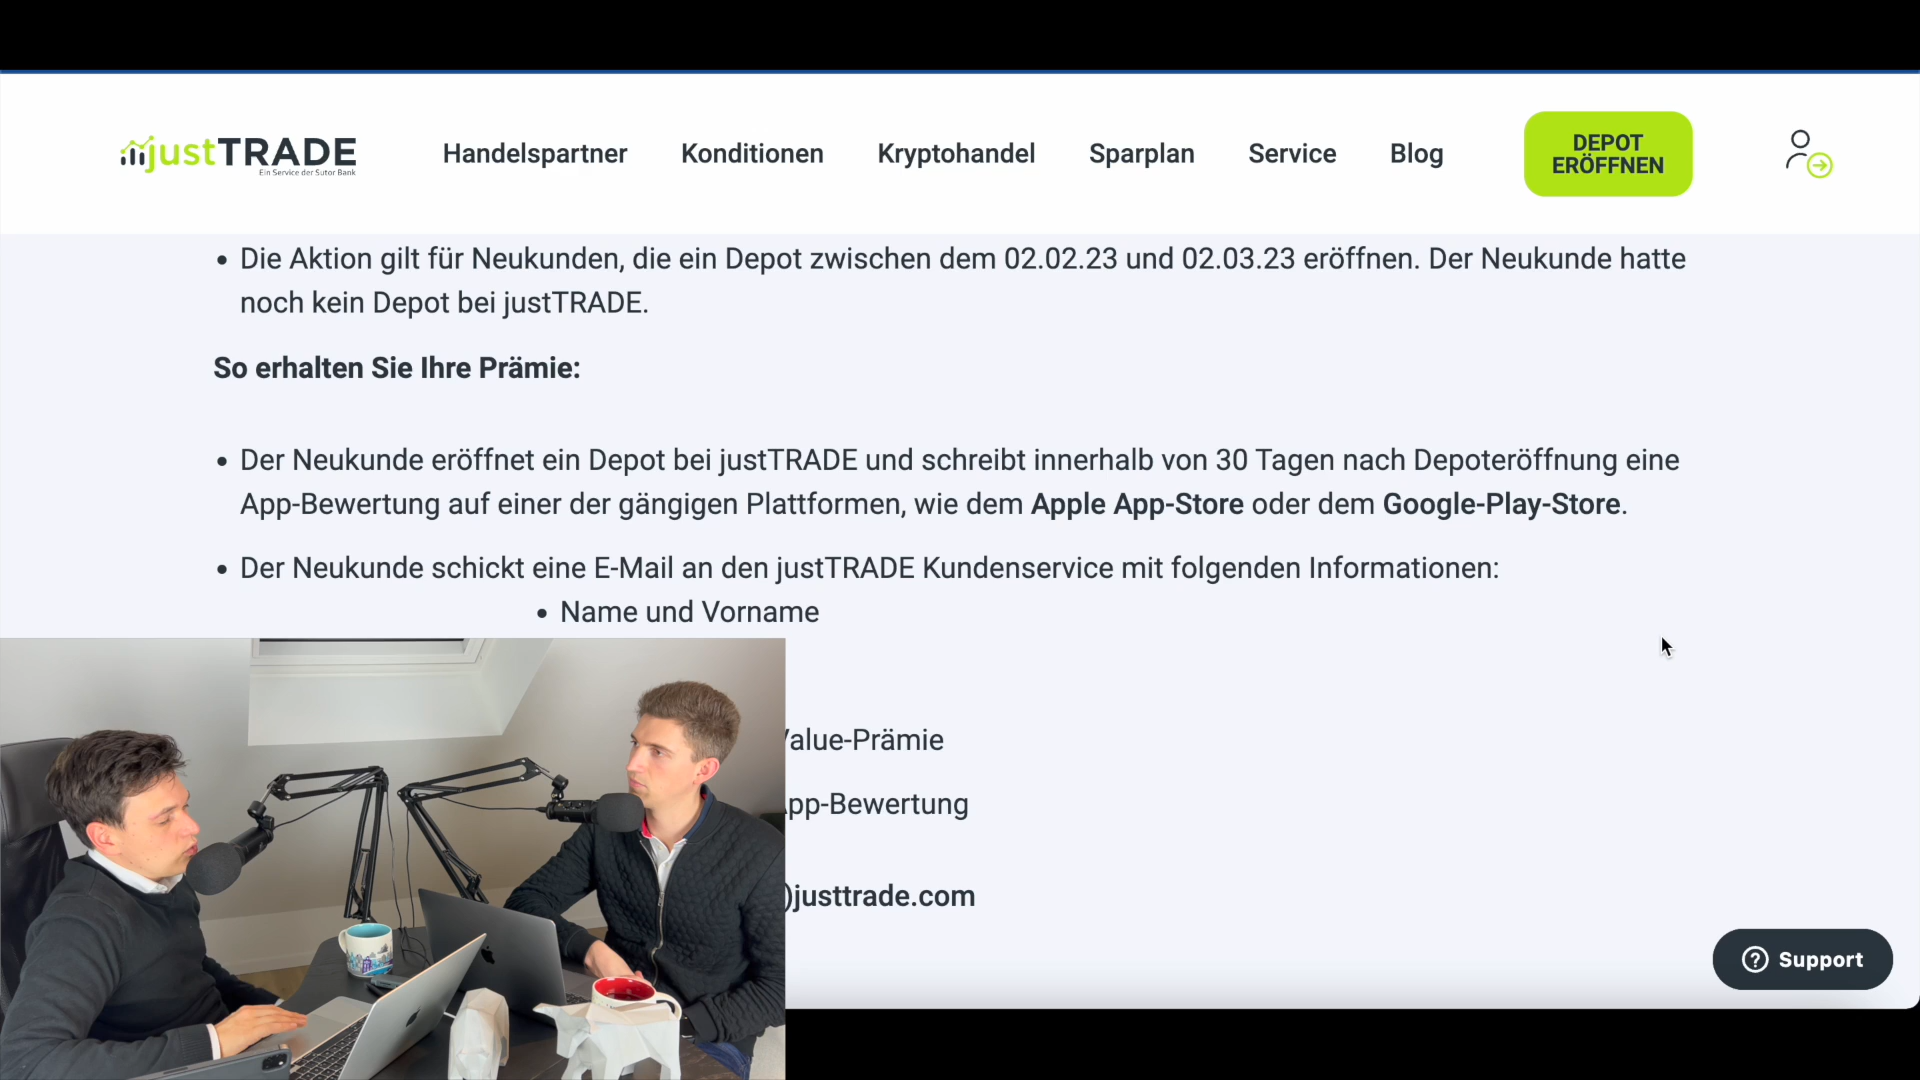 justTRADE
Ein Service der Sutor Bank
Handelspartner
Konditionen
Kryptohandel
Sparplan
Service
Blog
DEPOT
ERÖFFNEN
• Die Aktion gilt für Neukunden, die ein Depot zwischen dem 02.02.23 und 02.03.23 eröffnen. Der Neukunde hatte
noch kein Depot bei justTRADE.
So erhalten Sie Ihre Prämie:
• Der Neukunde eröffnet ein Depot bei justTRADE und schreibt innerhalb von 30 Tagen nach Depoteröffnung eine
App-Bewertung auf einer der gängigen Plattformen, wie dem Apple App-Store oder dem Google-Play-Store.
• Der Neukunde schickt eine E-Mail an den justTRADE Kundenservice mit folgenden Informationen:
• Name und Vorname
Value-Prämie
App-Bewertung
)justtrade.com
Support